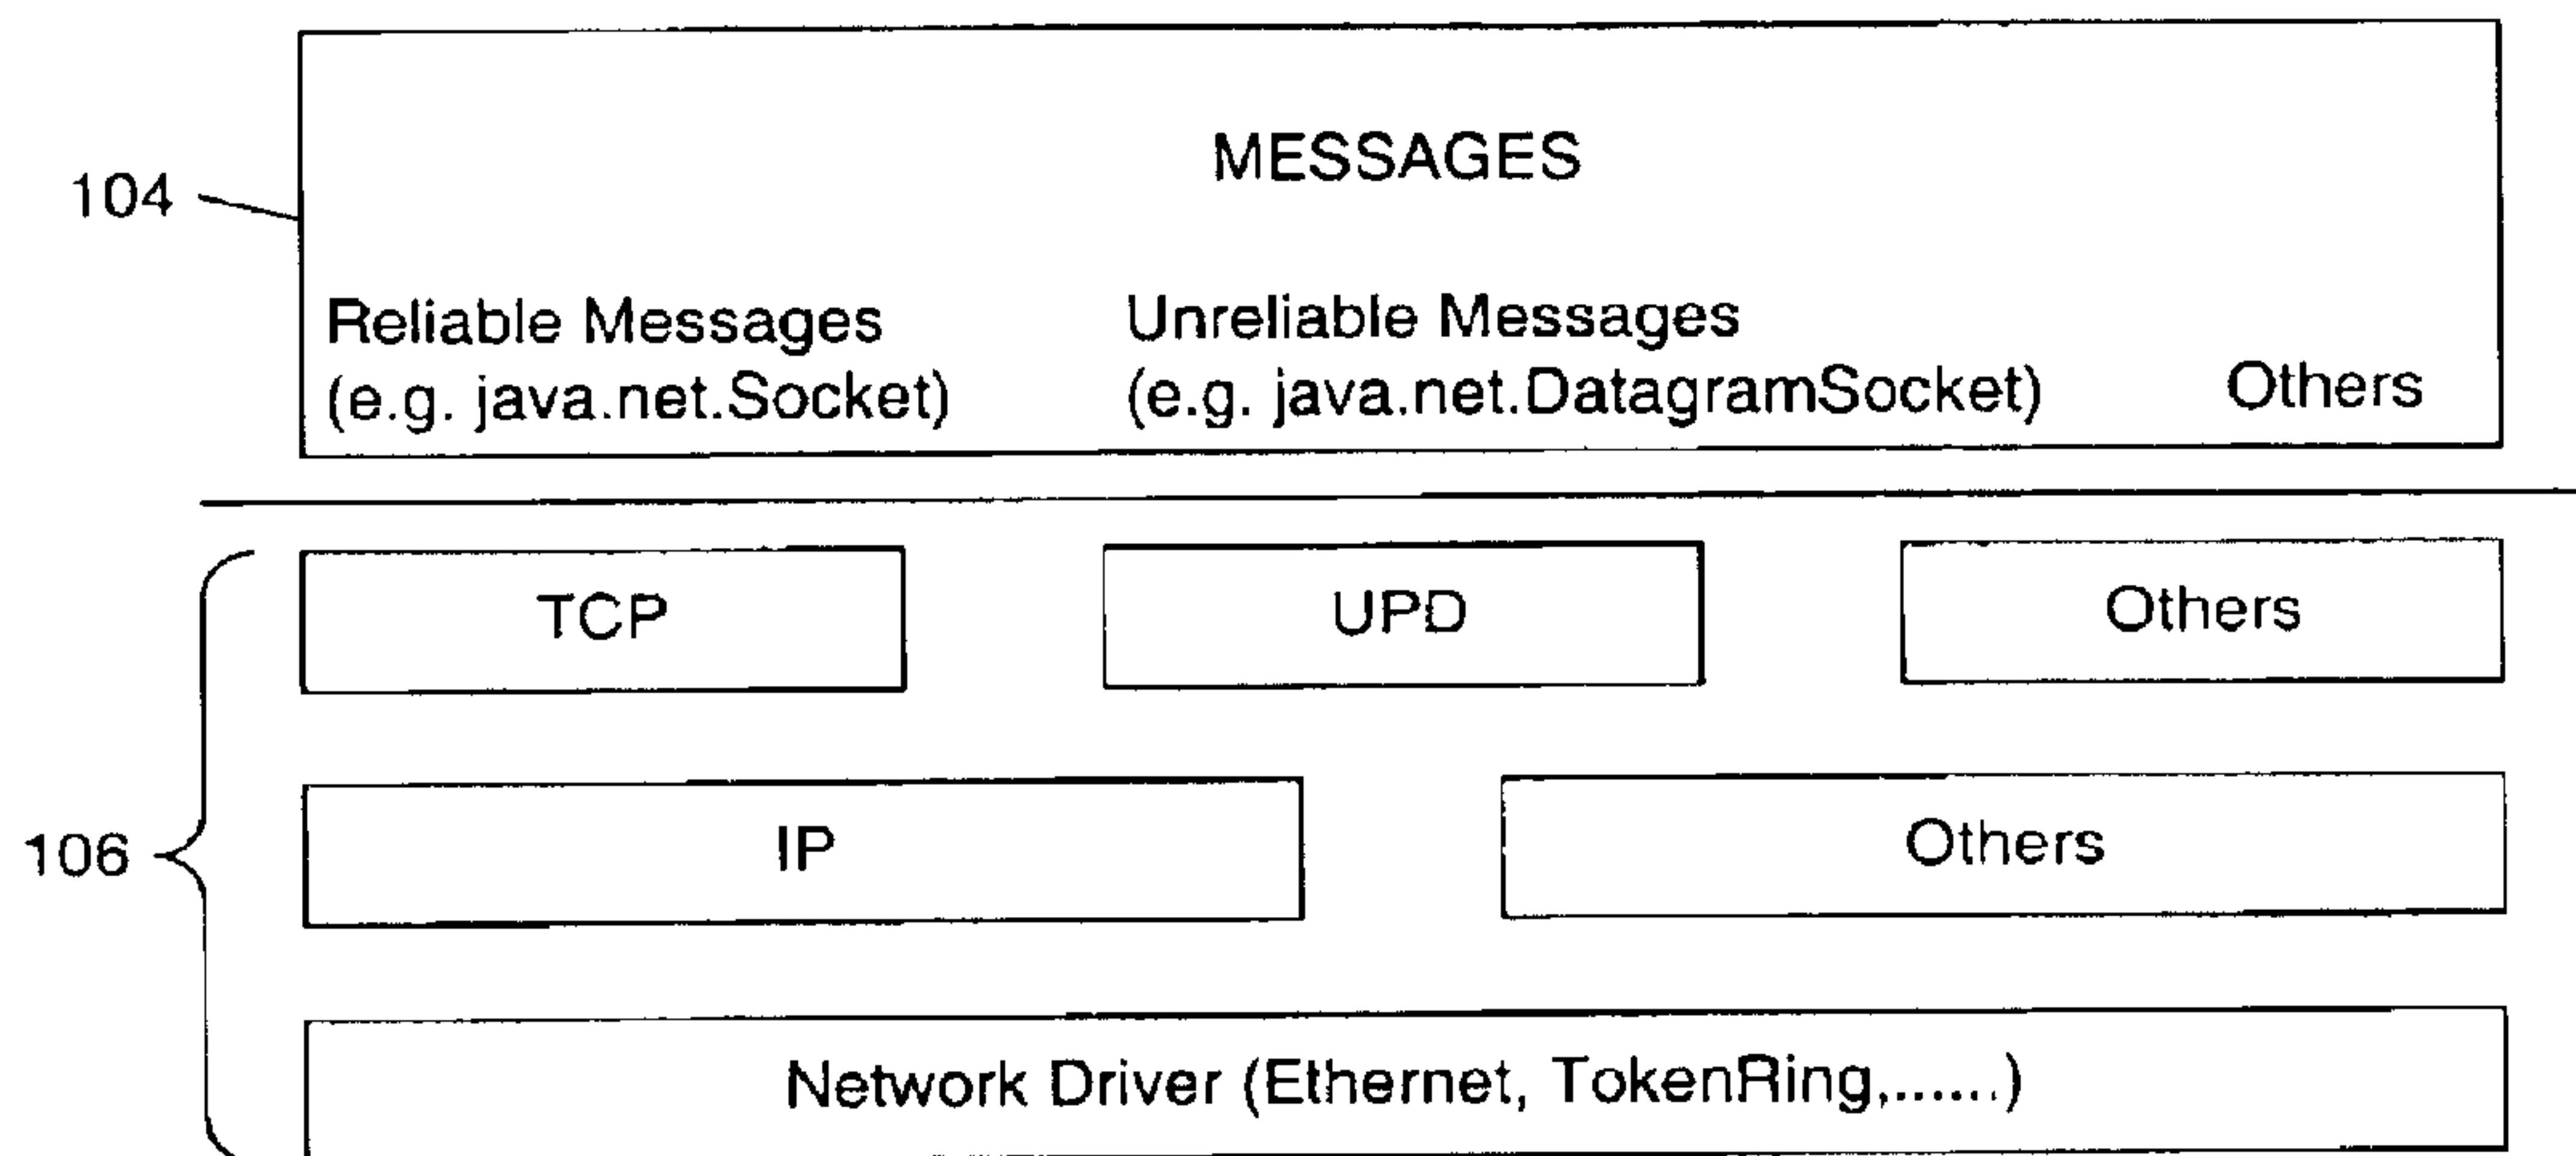 MESSAGES
104
Reliable Messages
(e.g. java.net.Socket)
Unreliable Messages
(e.g. java.net.DatagramSocket)
Others
TCP
UPD
Others
106
IP
Others
Network Driver (Ethernet, TokenRing,......)